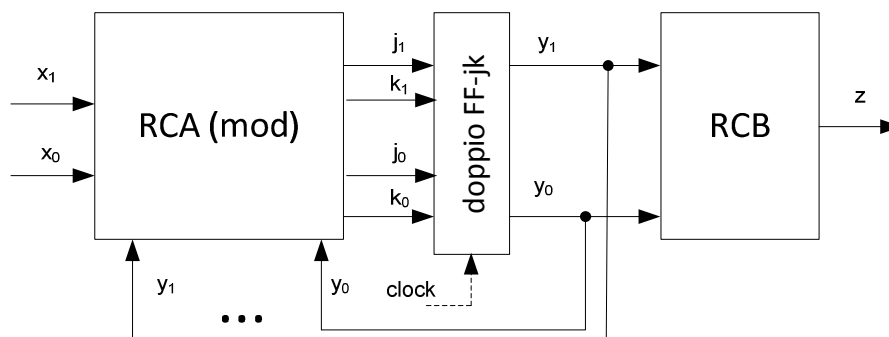 x1
x0
RCA (mod)
j1
k1
j0
k0
doppio FF-jk
y1
y0
RCB
z
y1
y0
clock
...